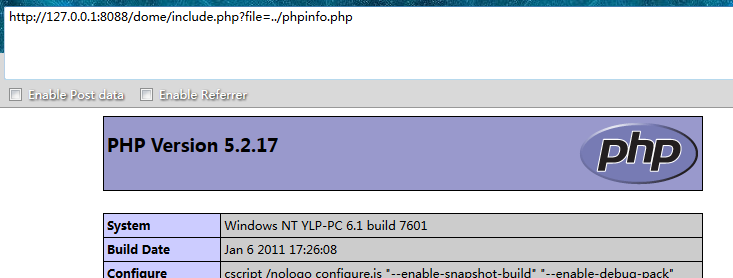 http://127.0.0.1:8088/dome/include.php?file=../phpinfo.php
Enable Post data Enable Referrer
PHP Version 5.2.17
php
System Windows NT YLP-PC 6.1 build 7601
Build Date Jan 6 2011 17:26:08
Configure cscript /nologo configure.js "--enable-snapshot-build" "--enable-debug-pack"